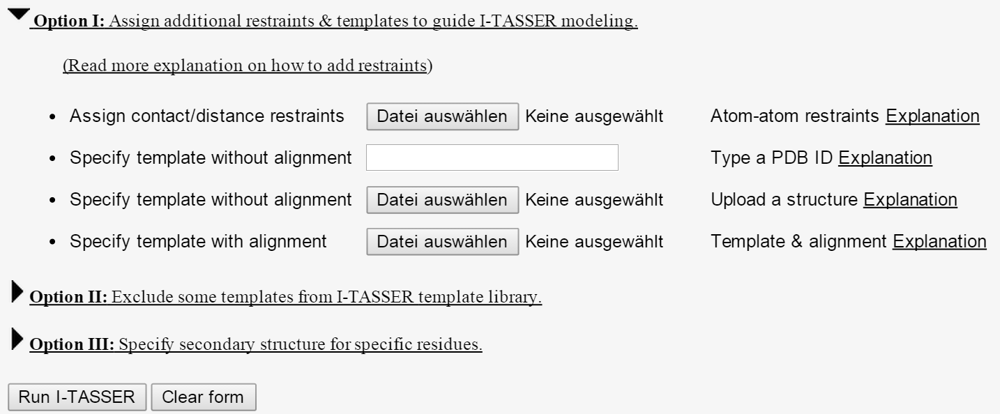 Option I: Assign additional restraints & templates to guide I-TASSER modeling.
(Read more explanation on how to add restraints)
• Assign contact/distance restraints Datei auswählen Keine ausgewählt Atom-atom restraints Explanation
• Specify template without alignment Type a PDB ID Explanation
• Specify template without alignment Datei auswählen Keine ausgewählt Upload a structure Explanation
• Specify template with alignment Datei auswählen Keine ausgewählt Template & alignment Explanation
Option II: Exclude some templates from I-TASSER template library.
Option III: Specify secondary structure for specific residues.
Run I-TASSER Clear form